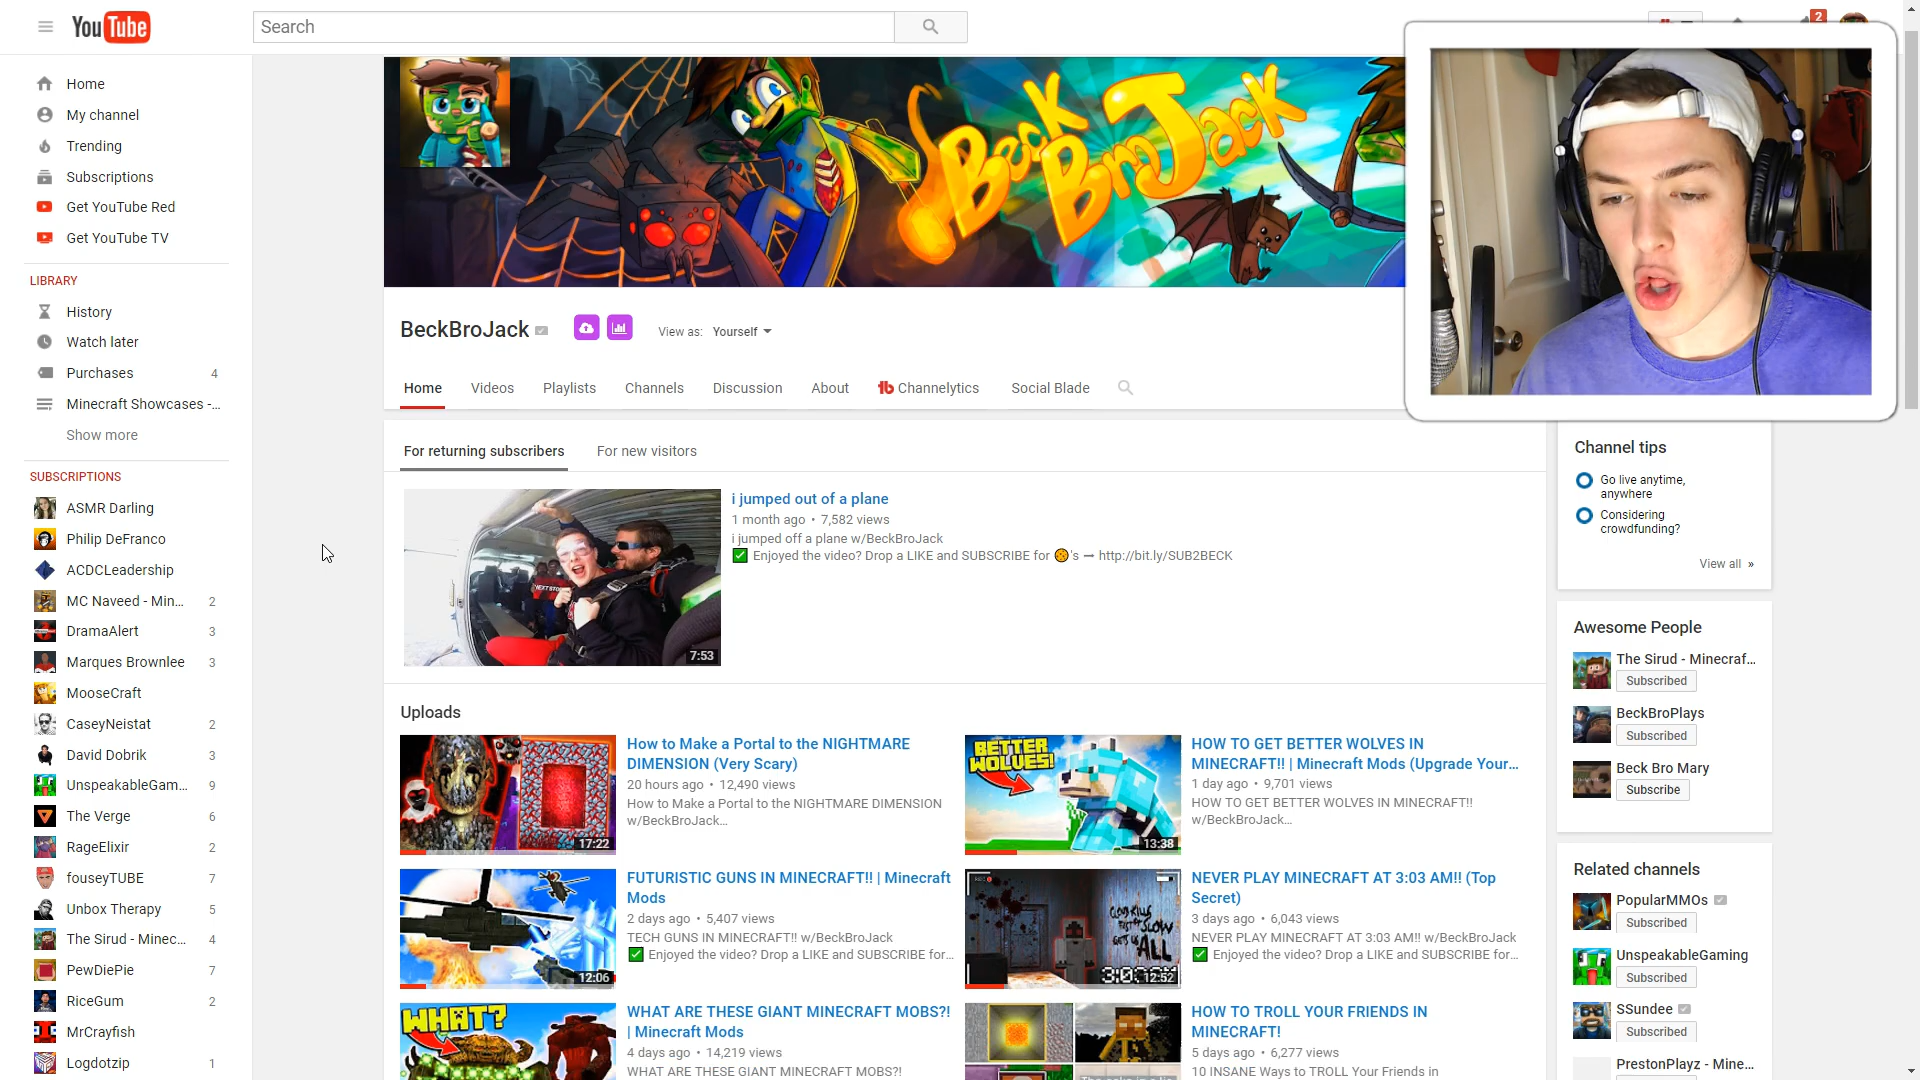 YouTube
Search
2
Home
My channel
Trending
Subscriptions
Get YouTube Red
Get YouTube TV
LIBRARY
History
Watch later
Purchases 4
Minecraft Showcases -...
Show more
SUBSCRIPTIONS
ASMR Darling
Philip DeFranco
ACDCLeadership
MC Naveed - Min... 2
DramaAlert 3
Marques Brownlee 3
MooseCraft
CaseyNeistat 2
David Dobrik 3
UnspeakableGam... 9
The Verge 6
RageElixir 2
fouseyTUBE 7
Unbox Therapy 5
The Sirud - Minec... 4
PewDiePie 7
RiceGum 2
MrCrayfish
Logdotzip 1
Beck
Bro Jack
BeckBroJack
View as: Yourself
Home Videos Playlists Channels Discussion About Channelytics Social Blade
For returning subscribers For new visitors
i jumped out of a plane
1 month ago • 7,582 views
i jumped off a plane w/BeckBroJack
✅ Enjoyed the video? Drop a LIKE and SUBSCRIBE for 🍪's — http://bit.ly/SUB2BECK
7:53
Uploads
17:22
How to Make a Portal to the NIGHTMARE
DIMENSION (Very Scary)
20 hours ago • 12,490 views
How to Make a Portal to the NIGHTMARE DIMENSION
w/BeckBroJack...
BETTER
WOLVES!
13:38
HOW TO GET BETTER WOLVES IN
MINECRAFT!! | Minecraft Mods (Upgrade Your...
1 day ago • 9,701 views
HOW TO GET BETTER WOLVES IN MINECRAFT!!
w/BeckBroJack...
12:06
FUTURISTIC GUNS IN MINECRAFT!! | Minecraft
Mods
2 days ago • 5,407 views
TECH GUNS IN MINECRAFT!! w/BeckBroJack
✅ Enjoyed the video? Drop a LIKE and SUBSCRIBE for...
ALL
12:52
NEVER PLAY MINECRAFT AT 3:03 AM!! (Top
Secret)
3 days ago • 6,043 views
NEVER PLAY MINECRAFT AT 3:03 AM!! w/BeckBroJack
✅ Enjoyed the video? Drop a LIKE and SUBSCRIBE for...
WHAT?
WHAT ARE THESE GIANT MINECRAFT MOBS?!
| Minecraft Mods
4 days ago • 14,219 views
WHAT ARE THESE GIANT MINECRAFT MOBS?!
HOW TO TROLL YOUR FRIENDS IN
MINECRAFT!
5 days ago • 6,277 views
10 INSANE Ways to TROLL Your Friends in
Channel tips
Go live anytime,
anywhere
Considering
crowdfunding?
View all »
Awesome People
The Sirud - Minecraf...
Subscribed
BeckBroPlays
Subscribed
Beck Bro Mary
Subscribe
Related channels
PopularMMOs
Subscribed
UnspeakableGaming
Subscribed
SSundee
Subscribed
PrestonPlayz - Mine...